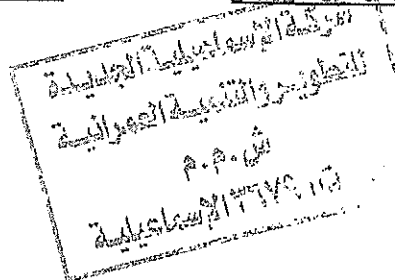 شركة الإسماعيلية الجديدة
للتطوير والتنمية العمرانية
ش.م.م
الإسماعيلية